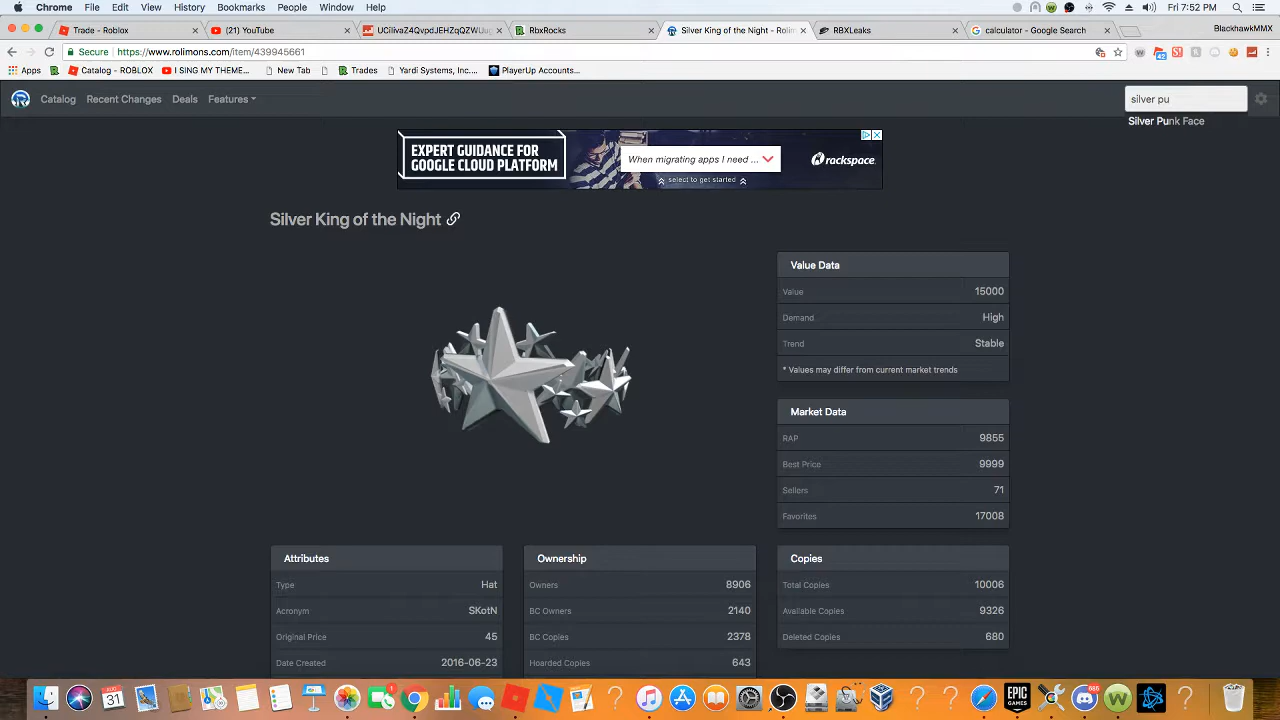 Chrome File Edit View History Bookmarks People Window Help Fri 7:52 PM
Trade - Roblox (21) YouTube RbxRocks Silver King of the Night - Rolim RBXLeaks calculator - Google Search BlackhawkMMX
Secure https://www.rolimons.com/item/439945661
Apps Catalog - ROBLOX I SING MY THEME... New Tab Trades Yardi Systems, Inc.... PlayerUp Accounts...
Catalog Recent Changes Deals Features silver pu
Silver Punk Face
EXPERT GUIDANCE FOR
GOOGLE CLOUD PLATFORM
When migrating apps I need ...
select to get started
rackspace.
Silver King of the Night
Value Data
Value 15000
Demand High
Trend Stable
* Values may differ from current market trends
Market Data
RAP 9855
Best Price 9999
Sellers 71
Favorites 17008
Attributes
Type Hat
Acronym SKotN
Original Price 45
Date Created 2016-06-23
Ownership
Owners 8906
BC Owners 2140
BC Copies 2378
Hoarded Copies 643
Copies
Total Copies 10006
Available Copies 9326
Deleted Copies 680
AUG
31
EPIC
GAMES